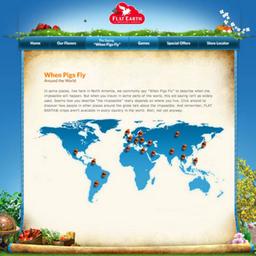 FLAT EARTH
Home
Our Flavors
The Saying
"When Pigs Fly"
Games
Special Offers
Store Locator
When Pigs Fly
Around the World
In some places, like here in North America, we commonly say "When Pigs Fly" to describe when the
impossible will happen. But when you travel in some parts of the world, this old saying isn't as widely
used. Seems how you describe "the impossible" really depends on where you live. Click around to
discover how people in other places around the globe talk about the impossible. And remember, FLAT
EARTH® crisps aren't available in every country in the world. Well, not yet anyway.